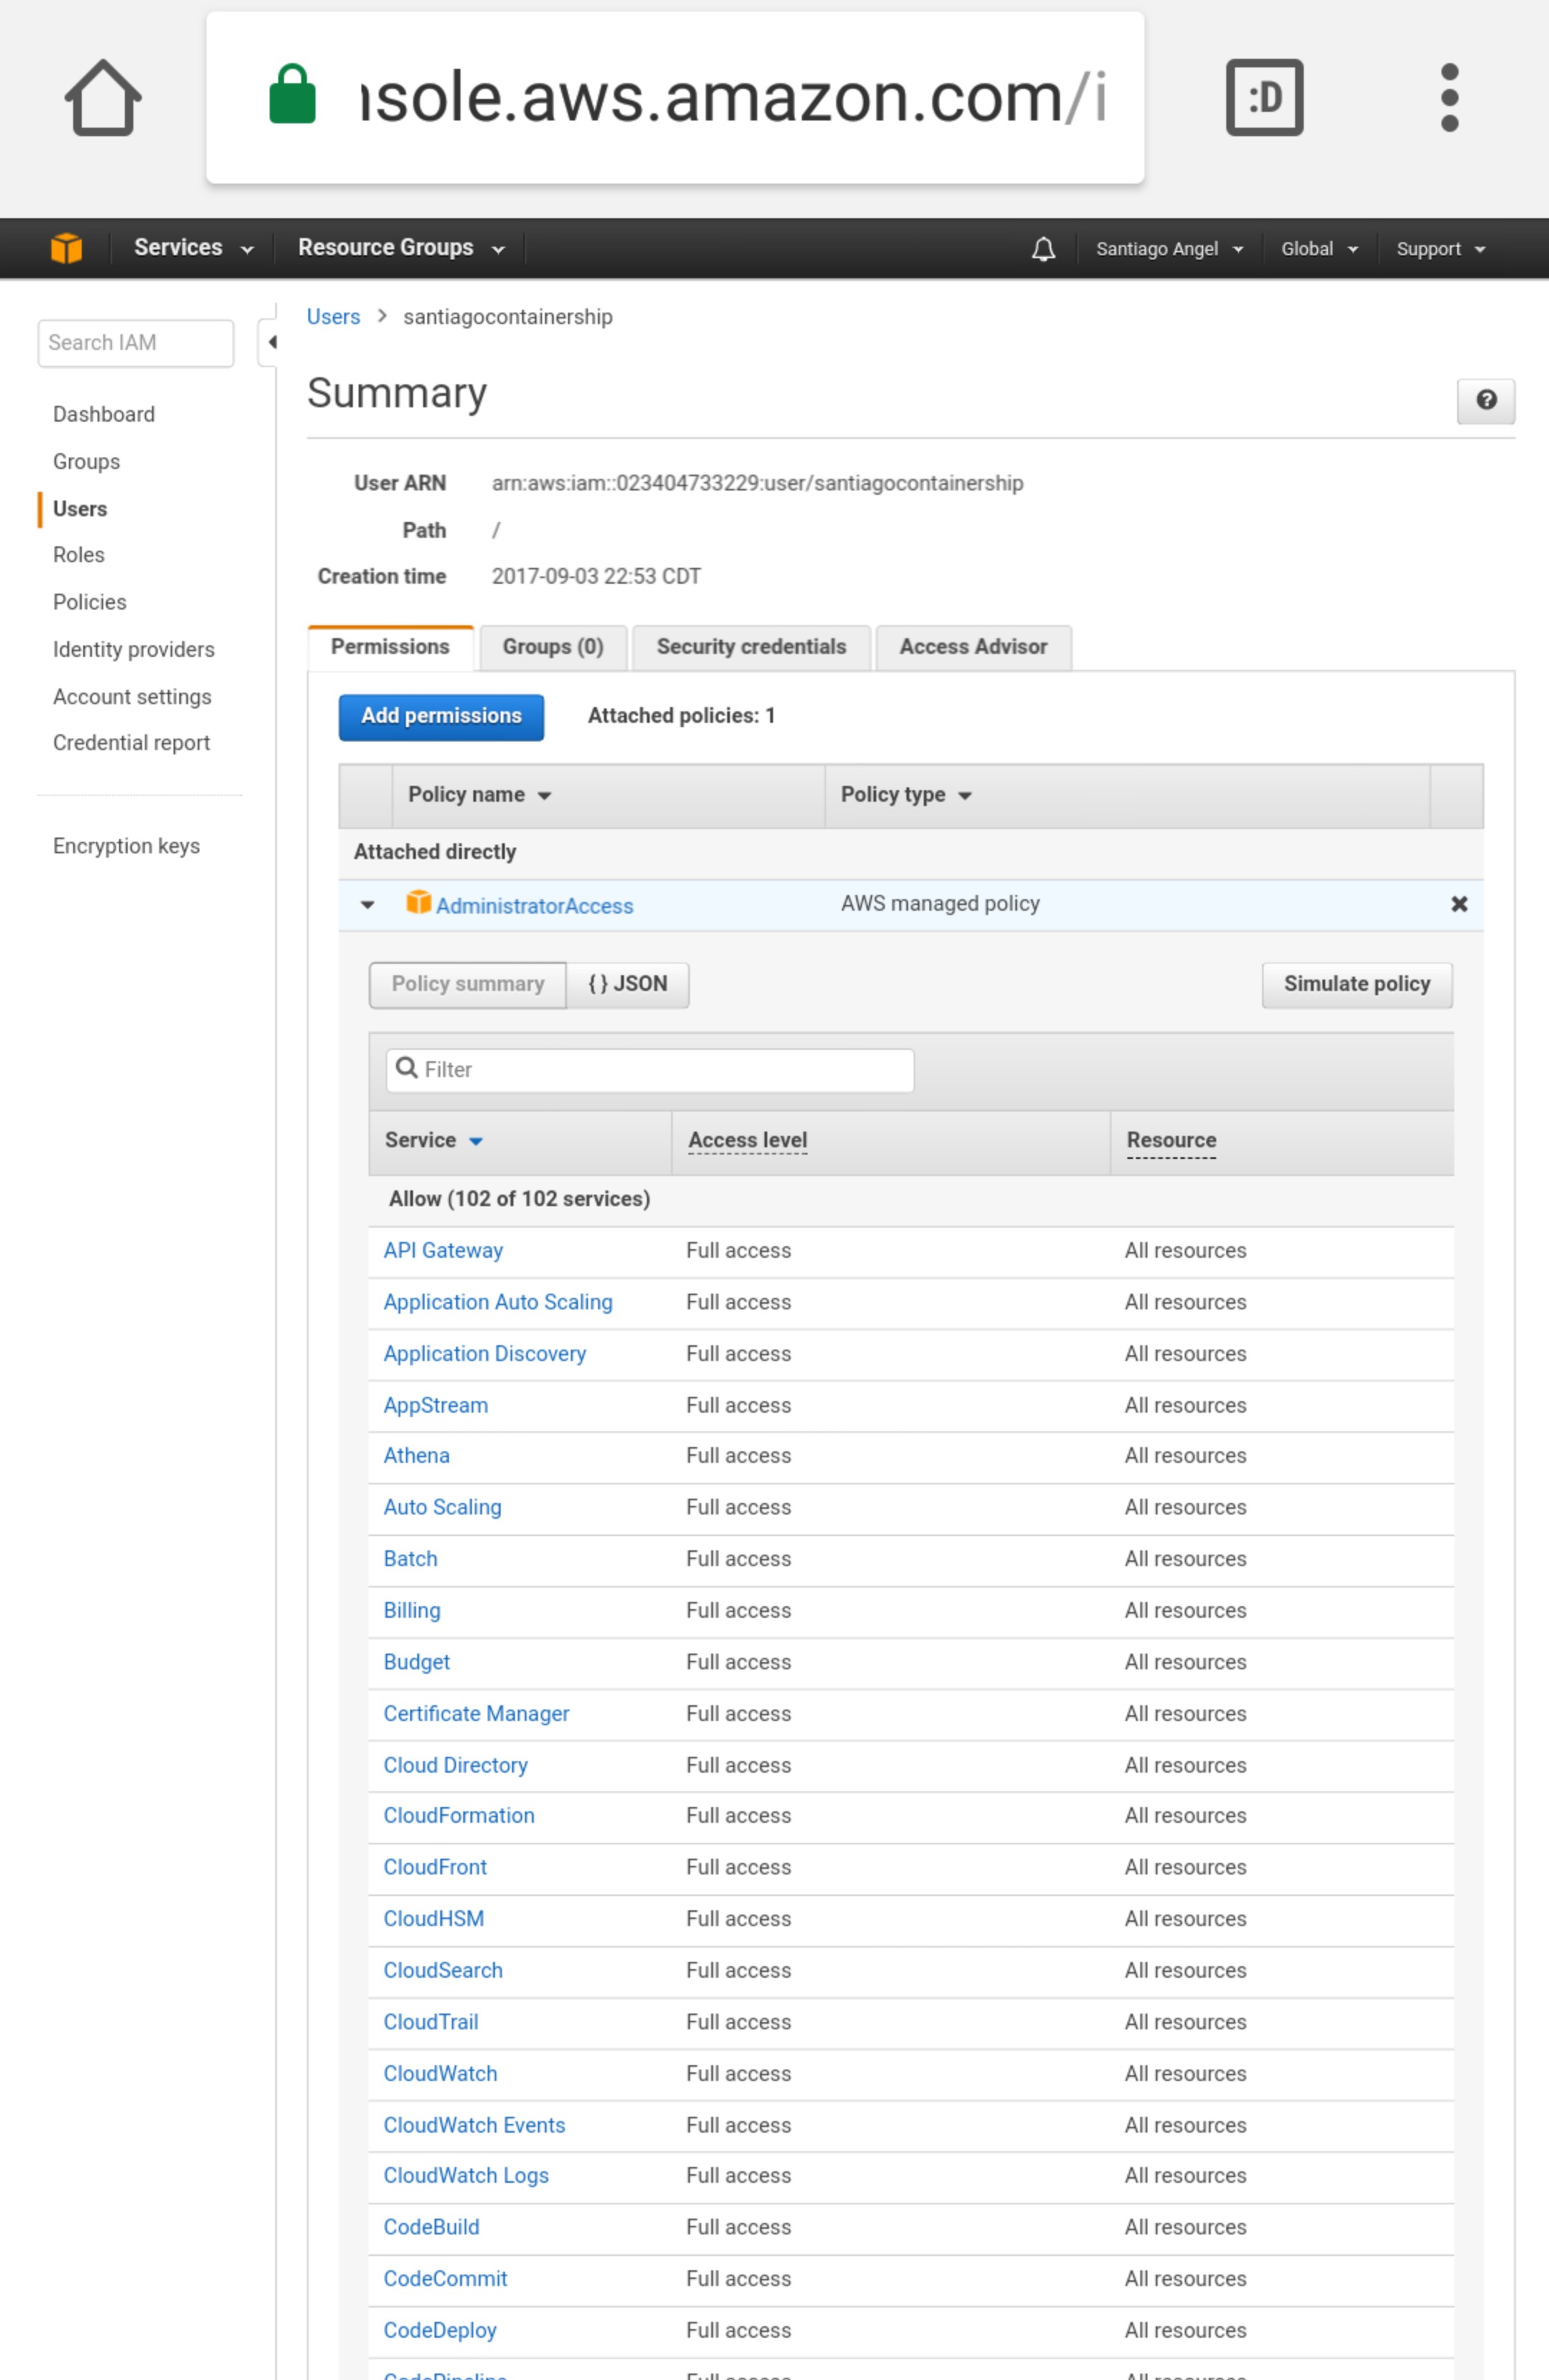 nsole.aws.amazon.com/i
:D
Services
Resource Groups
Santiago Angel
Global
Support
Search IAM
Dashboard
Groups
Users
Roles
Policies
Identity providers
Account settings
Credential report
Encryption keys
Users > santiagocontainership
Summary
User ARN arn:aws:iam::023404733229:user/santiagocontainership
Path /
Creation time 2017-09-03 22:53 CDT
Permissions Groups (0) Security credentials Access Advisor
Add permissions Attached policies: 1
Policy name Policy type
Attached directly
AdministratorAccess AWS managed policy
Policy summary {} JSON Simulate policy
Filter
Service Access level Resource
Allow (102 of 102 services)
API Gateway Full access All resources
Application Auto Scaling Full access All resources
Application Discovery Full access All resources
AppStream Full access All resources
Athena Full access All resources
Auto Scaling Full access All resources
Batch Full access All resources
Billing Full access All resources
Budget Full access All resources
Certificate Manager Full access All resources
Cloud Directory Full access All resources
CloudFormation Full access All resources
CloudFront Full access All resources
CloudHSM Full access All resources
CloudSearch Full access All resources
CloudTrail Full access All resources
CloudWatch Full access All resources
CloudWatch Events Full access All resources
CloudWatch Logs Full access All resources
CodeBuild Full access All resources
CodeCommit Full access All resources
CodeDeploy Full access All resources
CodePipeline Full access All resources